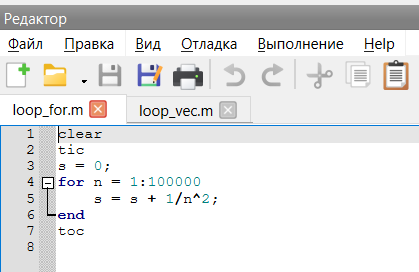 Редактор
Файл Правка Вид Отладка Выполнение Help
loop_for.m loop_vec.m
1 clear
2 tic
3 s = 0;
4 for n = 1:100000
5 s = s + 1/n^2;
6 end
7 toc
8